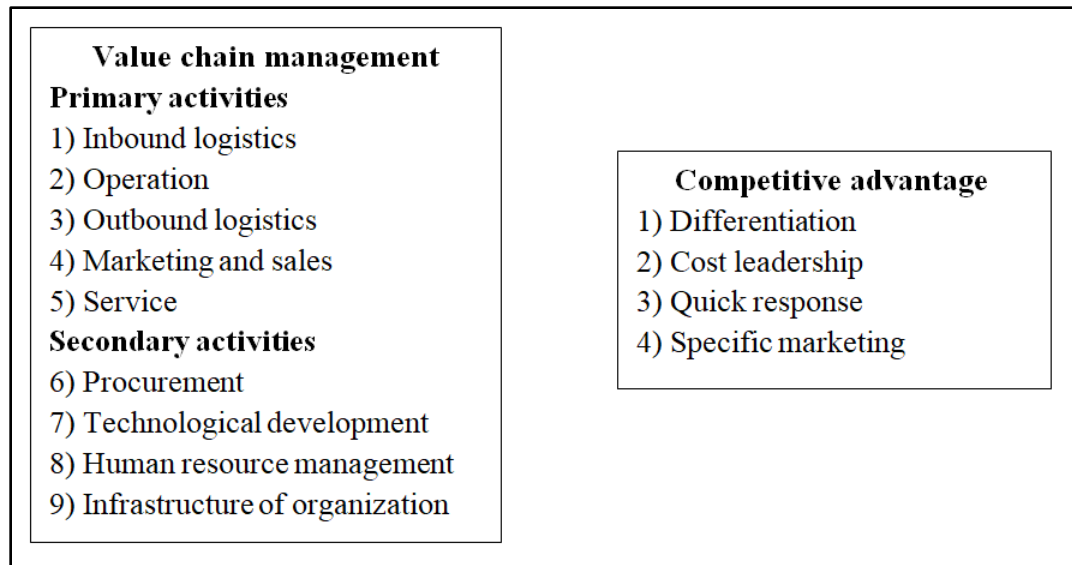 Value chain management
Primary activities
1) Inbound logistics
2) Operation
3) Outbound logistics
4) Marketing and sales
5) Service
Secondary activities
6) Procurement
7) Technological development
8) Human resource management
9) Infrastructure of organization
Competitive advantage
1) Differentiation
2) Cost leadership
3) Quick response
4) Specific marketing